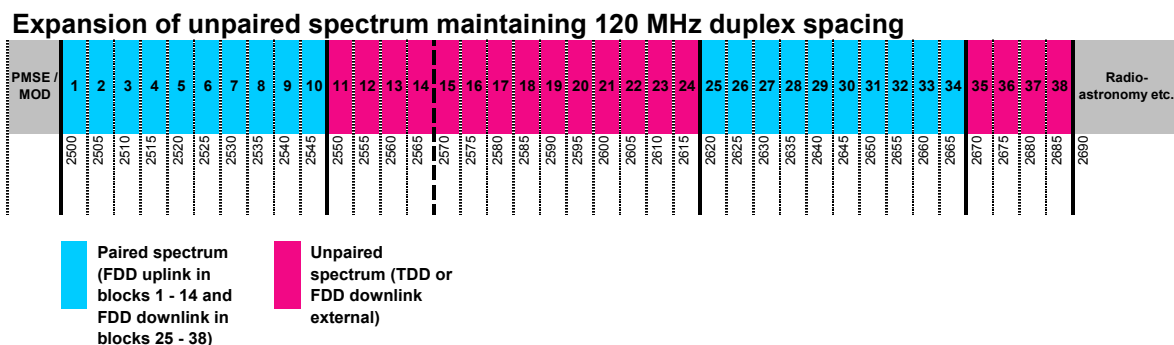 Expansion of unpaired spectrum maintaining 120 MHz duplex spacing
PMSE /
MOD
1 2 3 4 5 6 7 8 9 10 11 12 13 14 15 16 17 18 19 20 21 22 23 24 25 26 27 28 29 30 31 32 33 34 35 36 37 38
Radio-
astronomy etc.
2500 2505 2510 2515 2520 2525 2530 2535 2540 2545 2550 2555 2560 2565 2570 2575 2580 2585 2590 2595 2600 2605 2610 2615 2620 2625 2630 2635 2640 2645 2650 2655 2660 2665 2670 2675 2680 2685 2690
Paired spectrum
(FDD uplink in
blocks 1 - 14 and
FDD downlink in
blocks 25 - 38)
Unpaired
spectrum (TDD or
FDD downlink
external)